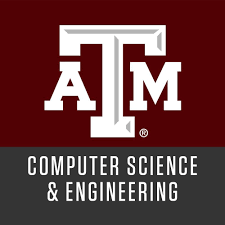 ATM
®
COMPUTER SCIENCE
& ENGINEERING